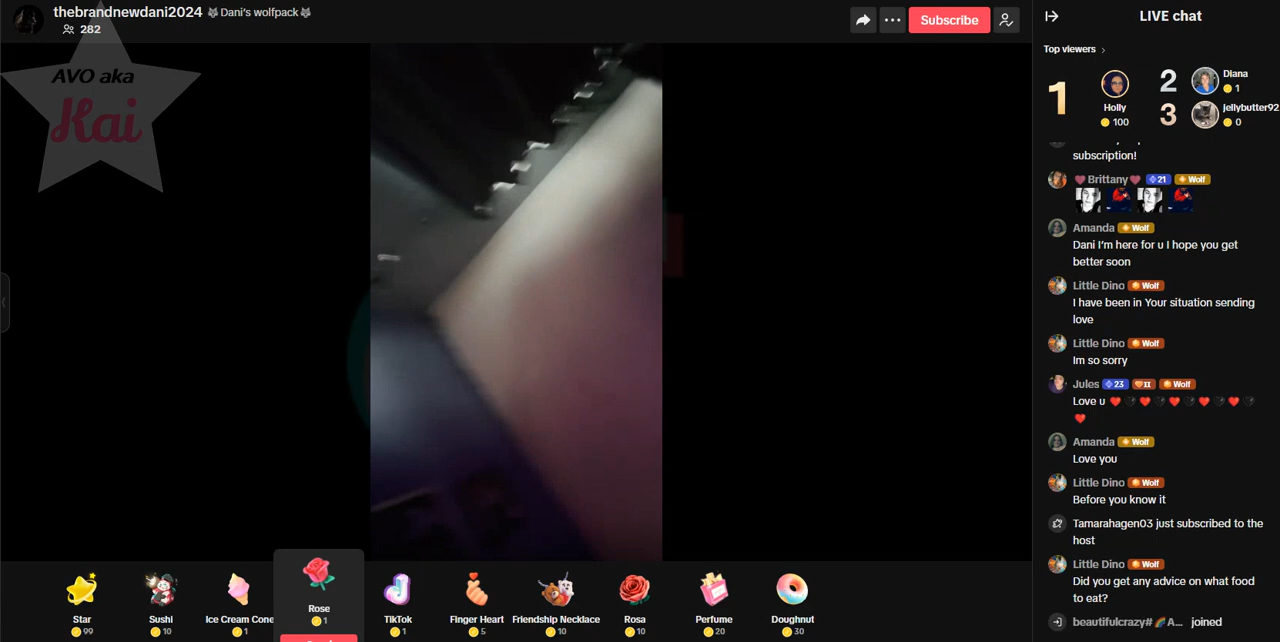 thebrandnewdani2024 🐺Dani's wolfpack🐺
282
Subscribe
AVO aka
Kai
LIVE chat
Top viewers
1
Holly
100
2
Diana
1
3
jellybutter92
0
subscription!
💗Brittany💗 21 Wolf
Amanda Wolf
Dani I'm here for u I hope you get
better soon
Little Dino Wolf
I have been in Your situation sending
love
Little Dino Wolf
Im so sorry
Jules 23 II Wolf
Love u ❤️🖤❤️🖤❤️🖤❤️🖤❤️🖤
❤️
Amanda Wolf
Love you
Little Dino Wolf
Before you know it
Tamarahagen03 just subscribed to the
host
Little Dino Wolf
Did you get any advice on what food
to eat?
beautifulcrazy# 🌈A... joined
Star
99
Sushi
10
Ice Cream Cone
1
Rose
1
TikTok
1
Finger Heart
5
Friendship Necklace
10
Rosa
10
Perfume
20
Doughnut
30